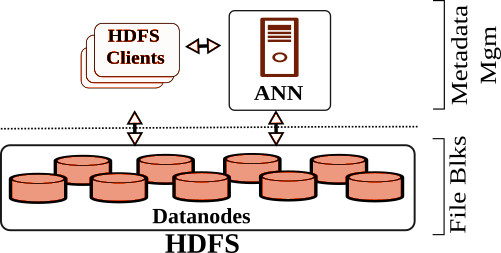 HDFS
Clients
ANN
Metadata
Mgm
Datanodes
HDFS
File Blks